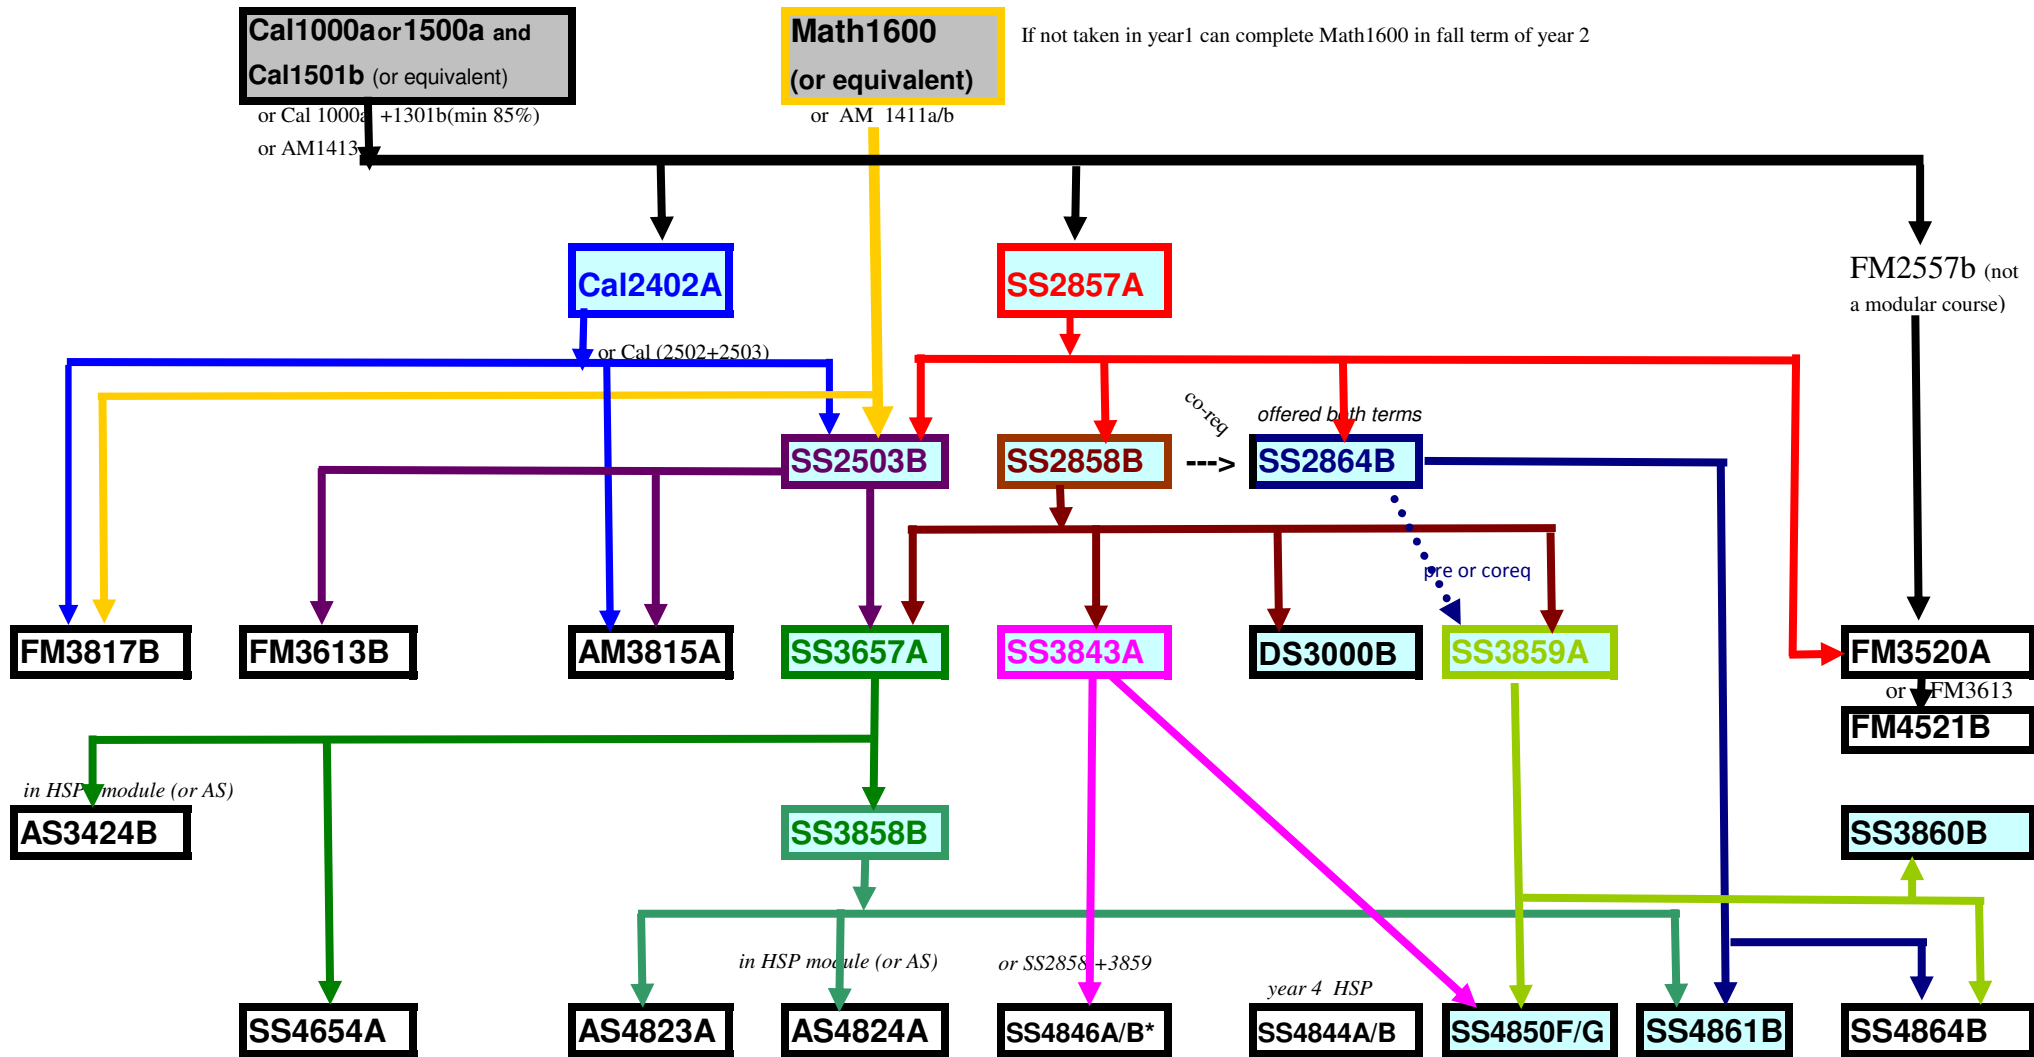 Cal1000aor1500a and
Cal1501b (or equivalent)
or Cal 1000a +1301b(min 85%)
or AM1413
Math1600
(or equivalent)
or AM 1411a/b
If not taken in year1 can complete Math1600 in fall term of year 2
Cal2402A
SS2857A
FM2557b (not
a modular course)
or Cal (2502+2503)
co-req
offered both terms
SS2503B
SS2858B
--->
SS2864B
pre or coreq
FM3817B
FM3613B
AM3815A
SS3657A
SS3843A
DS3000B
SS3859A
FM3520A
or FM3613
FM4521B
in HSP module (or AS)
AS3424B
SS3858B
SS3860B
in HSP module (or AS)
or SS2858 +3859
year 4 HSP
SS4654A
AS4823A
AS4824A
SS4846A/B*
SS4844A/B
SS4850F/G
SS4861B
SS4864B